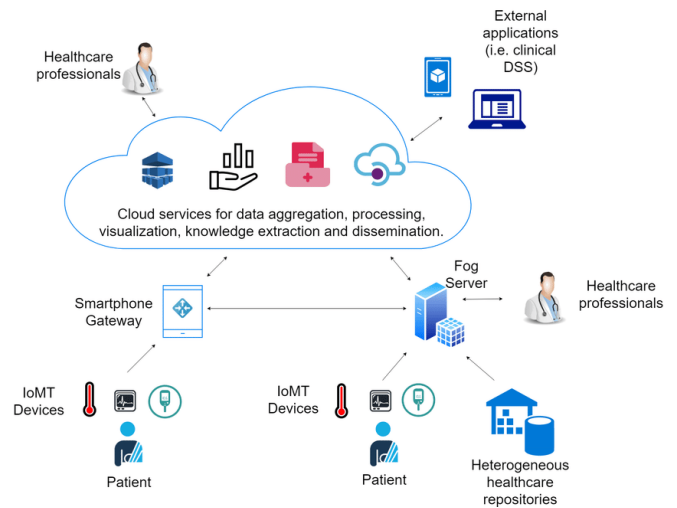 External
applications
(i.e. clinical
DSS)
Healthcare
professionals
Cloud services for data aggregation, processing,
visualization, knowledge extraction and dissemination.
Fog
Server
Smartphone
Gateway
Healthcare
professionals
IoMT
Devices
Patient
IoMT
Devices
Patient
Heterogeneous
healthcare
repositories